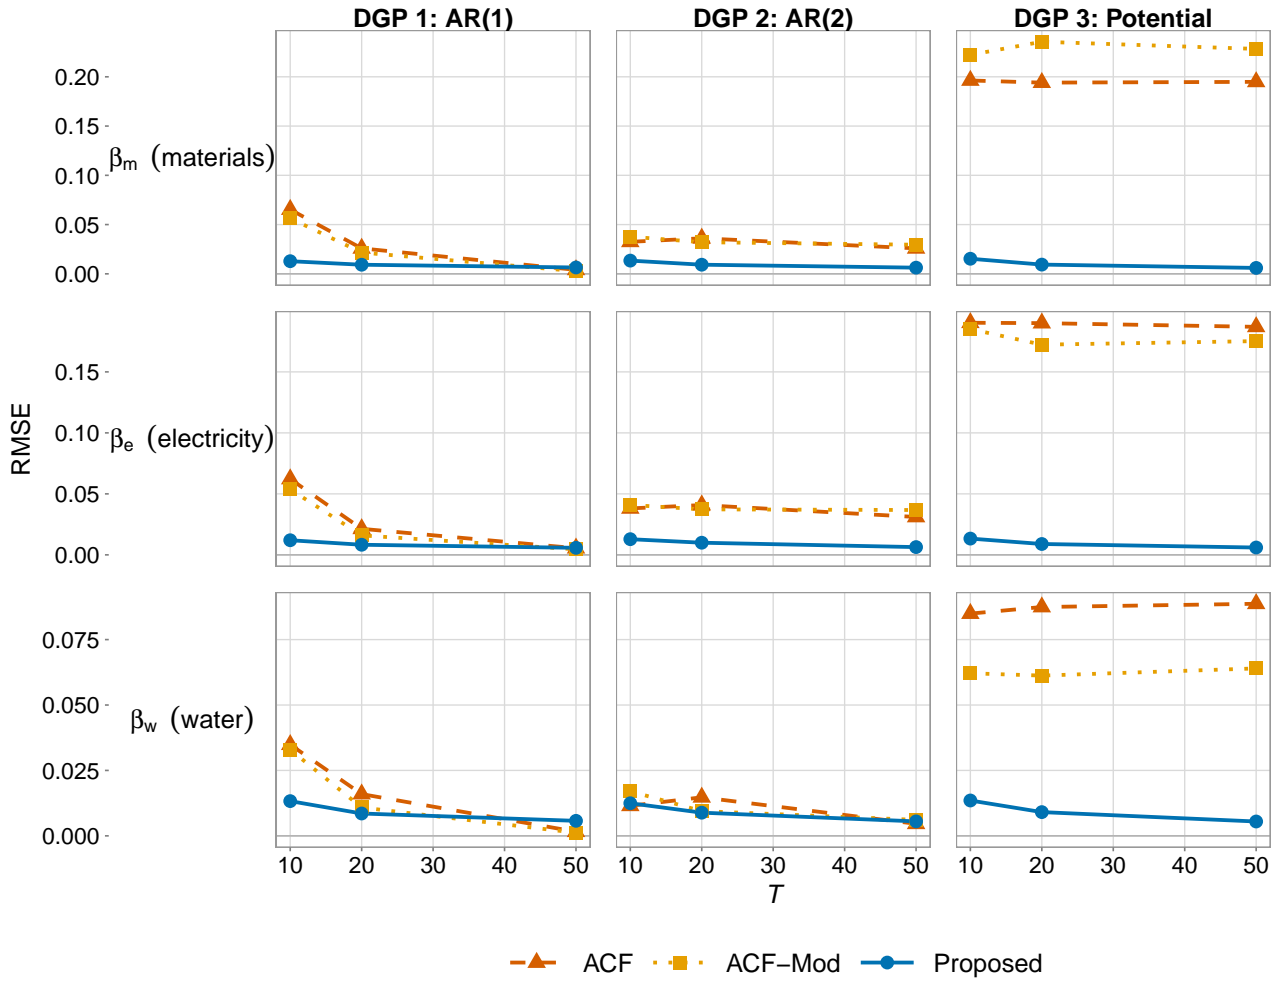 DGP 1: AR(1) DGP 2: AR(2) DGP 3: Potential
0.20
0.15
βm (materials)
0.10
0.05
0.00
RMSE
0.15
0.10
βe (electricity)
0.05
0.00
0.075
0.050
βw (water)
0.025
0.000
10 20 30 40 50 10 20 30 40 50 10 20 30 40 50
T
ACF ACF−Mod Proposed